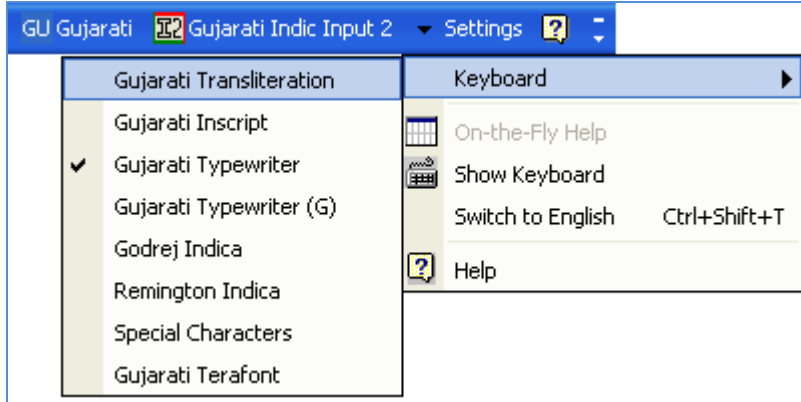 GU Gujarati I2 Gujarati Indic Input 2 Settings ?
Gujarati Transliteration
Gujarati Inscript
Gujarati Typewriter
Gujarati Typewriter (G)
Godrej Indica
Remington Indica
Special Characters
Gujarati Terafont
Keyboard
On-the-Fly Help
Show Keyboard
Switch to English Ctrl+Shift+T
? Help